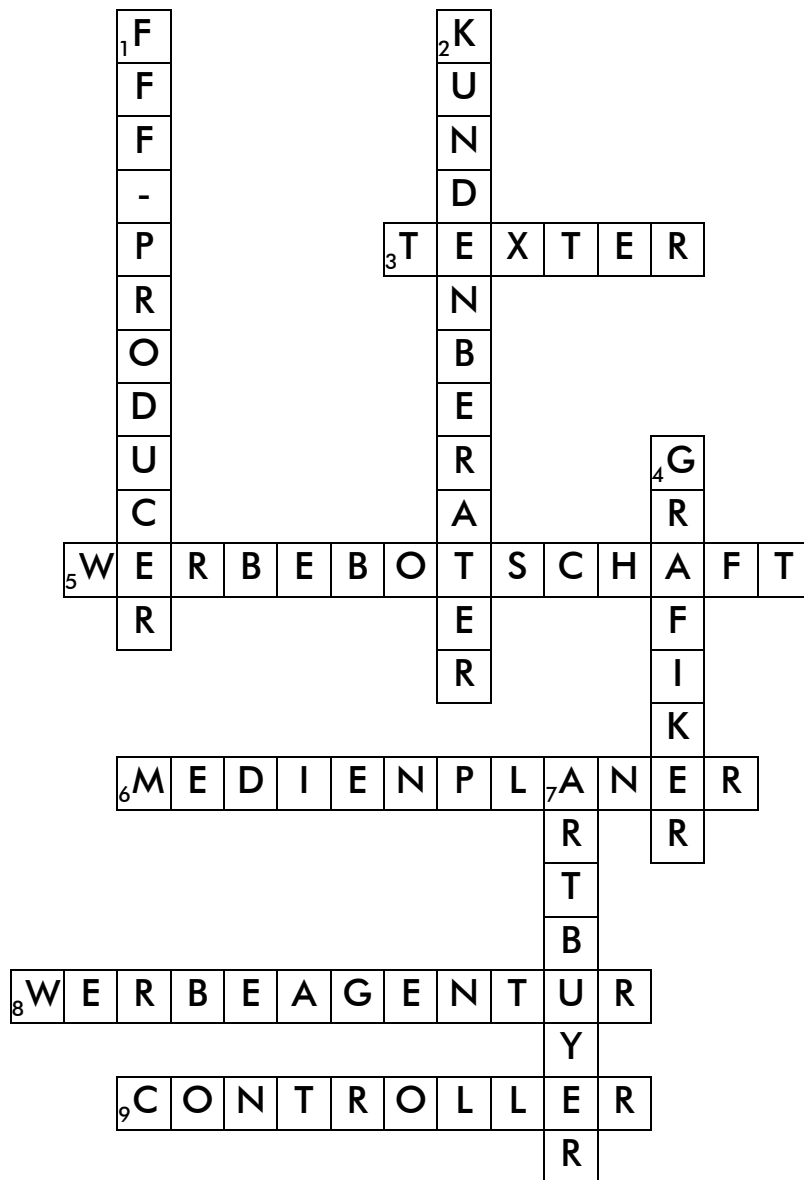 1 FFF-PRODUCER
2 KUNDENBERATER
3 TEXTER
4 GRAFIKER
5 WERBEBOTSCHAFT
6 MEDIENPLANER
7 ARTBUYER
8 WERBEAGENTUR
9 CONTROLLER